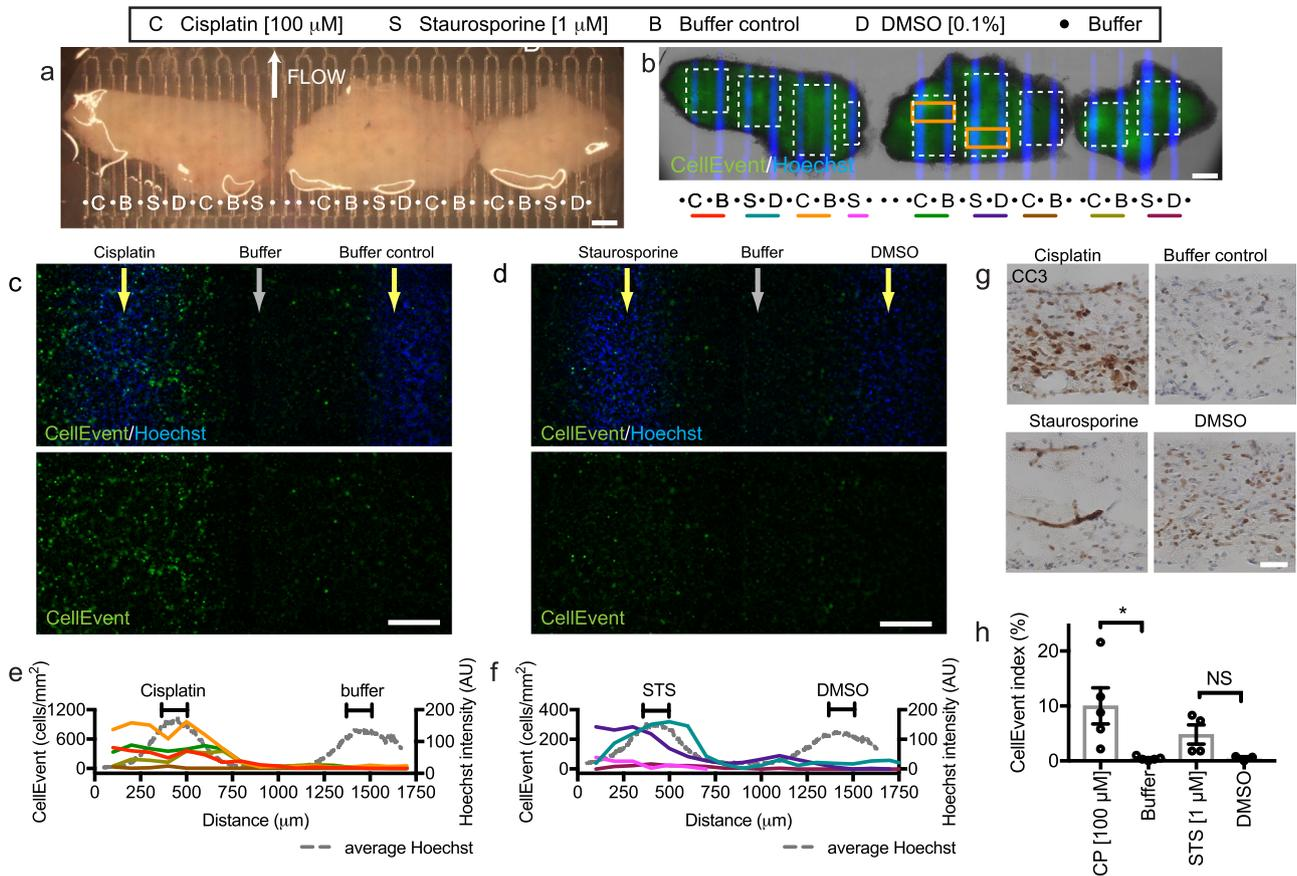 C Cisplatin [100 µM] S Staurosporine [1 µM] B Buffer control D DMSO [0.1%] • Buffer
a
FLOW
•C•B•S•D•C•B•S••••C•B•S•D•C•B••C•B•S•D•
b
CellEvent/Hoechst
•C•B•S•D•C•B•S••••C•B•S•D•C•B••C•B•S•D•
c
Cisplatin Buffer Buffer control
CellEvent/Hoechst
CellEvent
d
Staurosporine Buffer DMSO
CellEvent/Hoechst
CellEvent
g
Cisplatin Buffer control
CC3
Staurosporine DMSO
e
CellEvent (cells/mm²)
Hoechst intensity (AU)
Cisplatin buffer
1200
600
0
200
100
0
0 250 500 750 1000 1250 1500 1750
Distance (µm)
average Hoechst
f
CellEvent (cells/mm²)
Hoechst intensity (AU)
STS DMSO
400
200
0
200
100
0
0 250 500 750 1000 1250 1500 1750
Distance (µm)
average Hoechst
h
CellEvent index (%)
20
10
0
*
NS
CP [100 µM]
Buffer
STS [1 µM]
DMSO